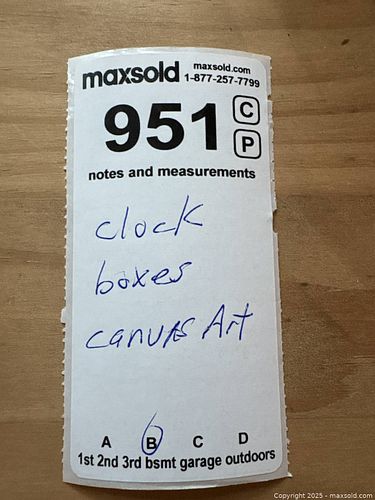 maxsold maxsold.com
1-877-257-7799
951 C
P
notes and measurements
clock
boxes
canvas Art
A B C D
1st 2nd 3rd bsmt garage outdoors
Copyright 2025 - maxsold.com